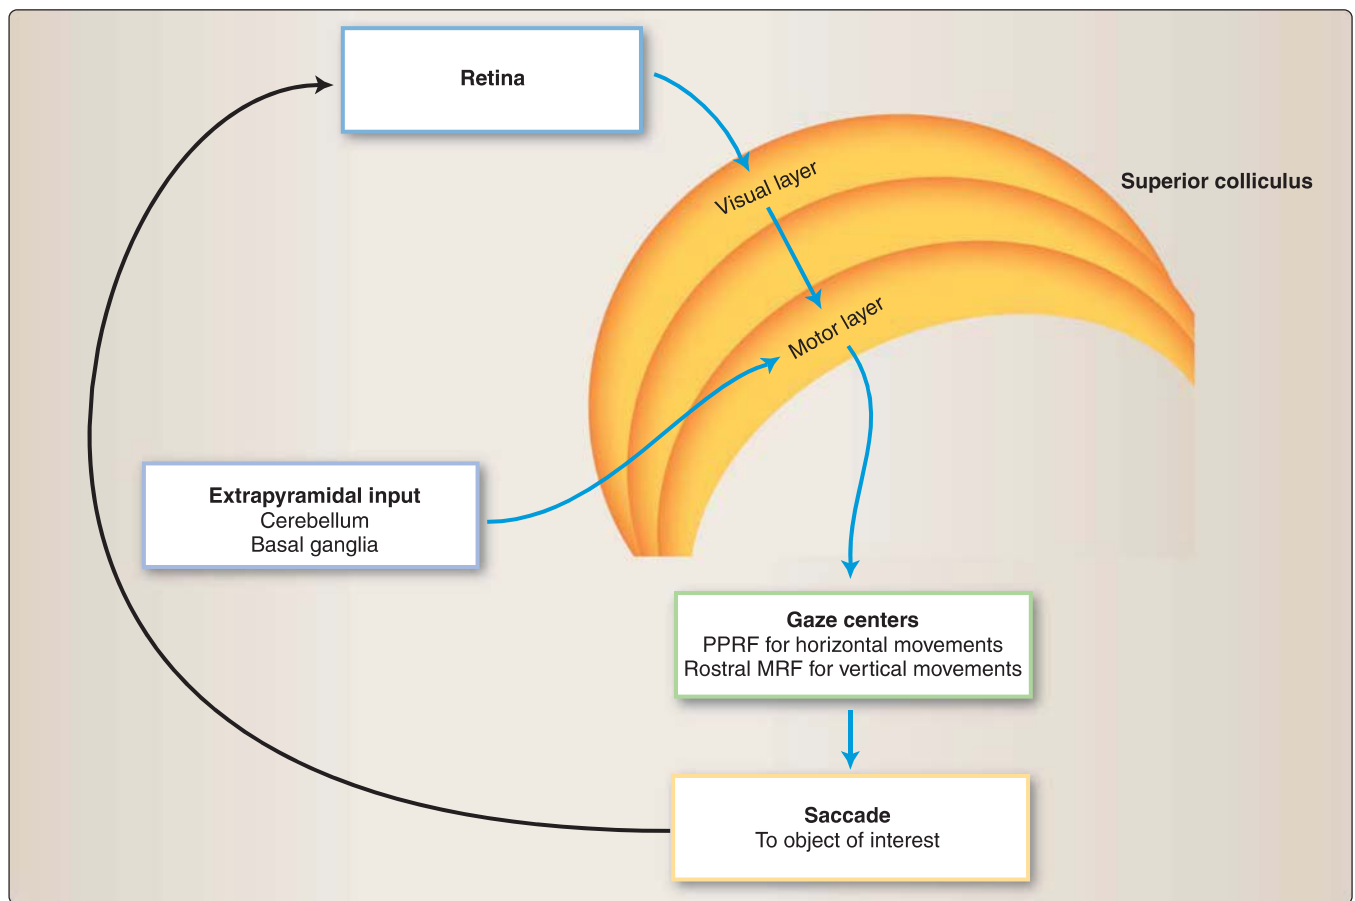 Retina
Visual layer
Superior colliculus
Motor layer
Extrapyramidal input
Cerebellum
Basal ganglia
Gaze centers
PPRF for horizontal movements
Rostral MRF for vertical movements
Saccade
To object of interest